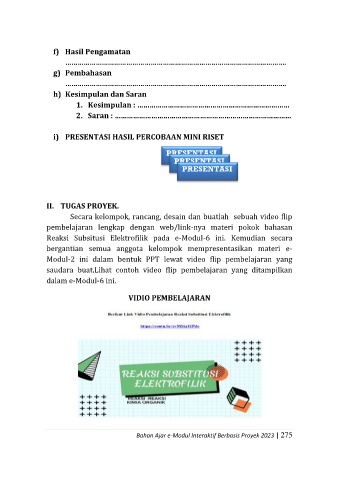 f) Hasil Pengamatan
……………………………………………………………………………………
g) Pembahasan
……………………………………………………………………………………
h) Kesimpulan dan Saran
1. Kesimpulan : …………………………………………………………
2. Saran : ……………………………………………………………………
i) PRESENTASI HASIL PERCOBAAN MINI RISET
PRESENTASI
PRESENTASI
PRESENTASI
II. TUGAS PROYEK.
Secara kelompok, rancang, desain dan buatlah sebuah video flip
pembelajaran lengkap dengan web/link-nya materi pokok bahasan
Reaksi Subsitusi Elektrofilik pada e-Modul-6 ini. Kemudian secara
bergantian semua anggota kelompok mempresentasikan materi e-
Modul-2 ini dalam bentuk PPT lewat video flip pembelajaran yang
saudara buat.Lihat contoh video flip pembelajaran yang ditampilkan
dalam e-Modul-6 ini.
VIDIO PEMBELAJARAN
Berikut Link Vidio Pembelajaran Reaksi Subsitusi Elektrofilik
REAKSI SUBSTITUSI
ELEKTROFILIK
REAKSI REAKSI
KIMIA ORGANIK
Bahan Ajar e-Modul Interaktif Berbasis Proyek 2023 | 275